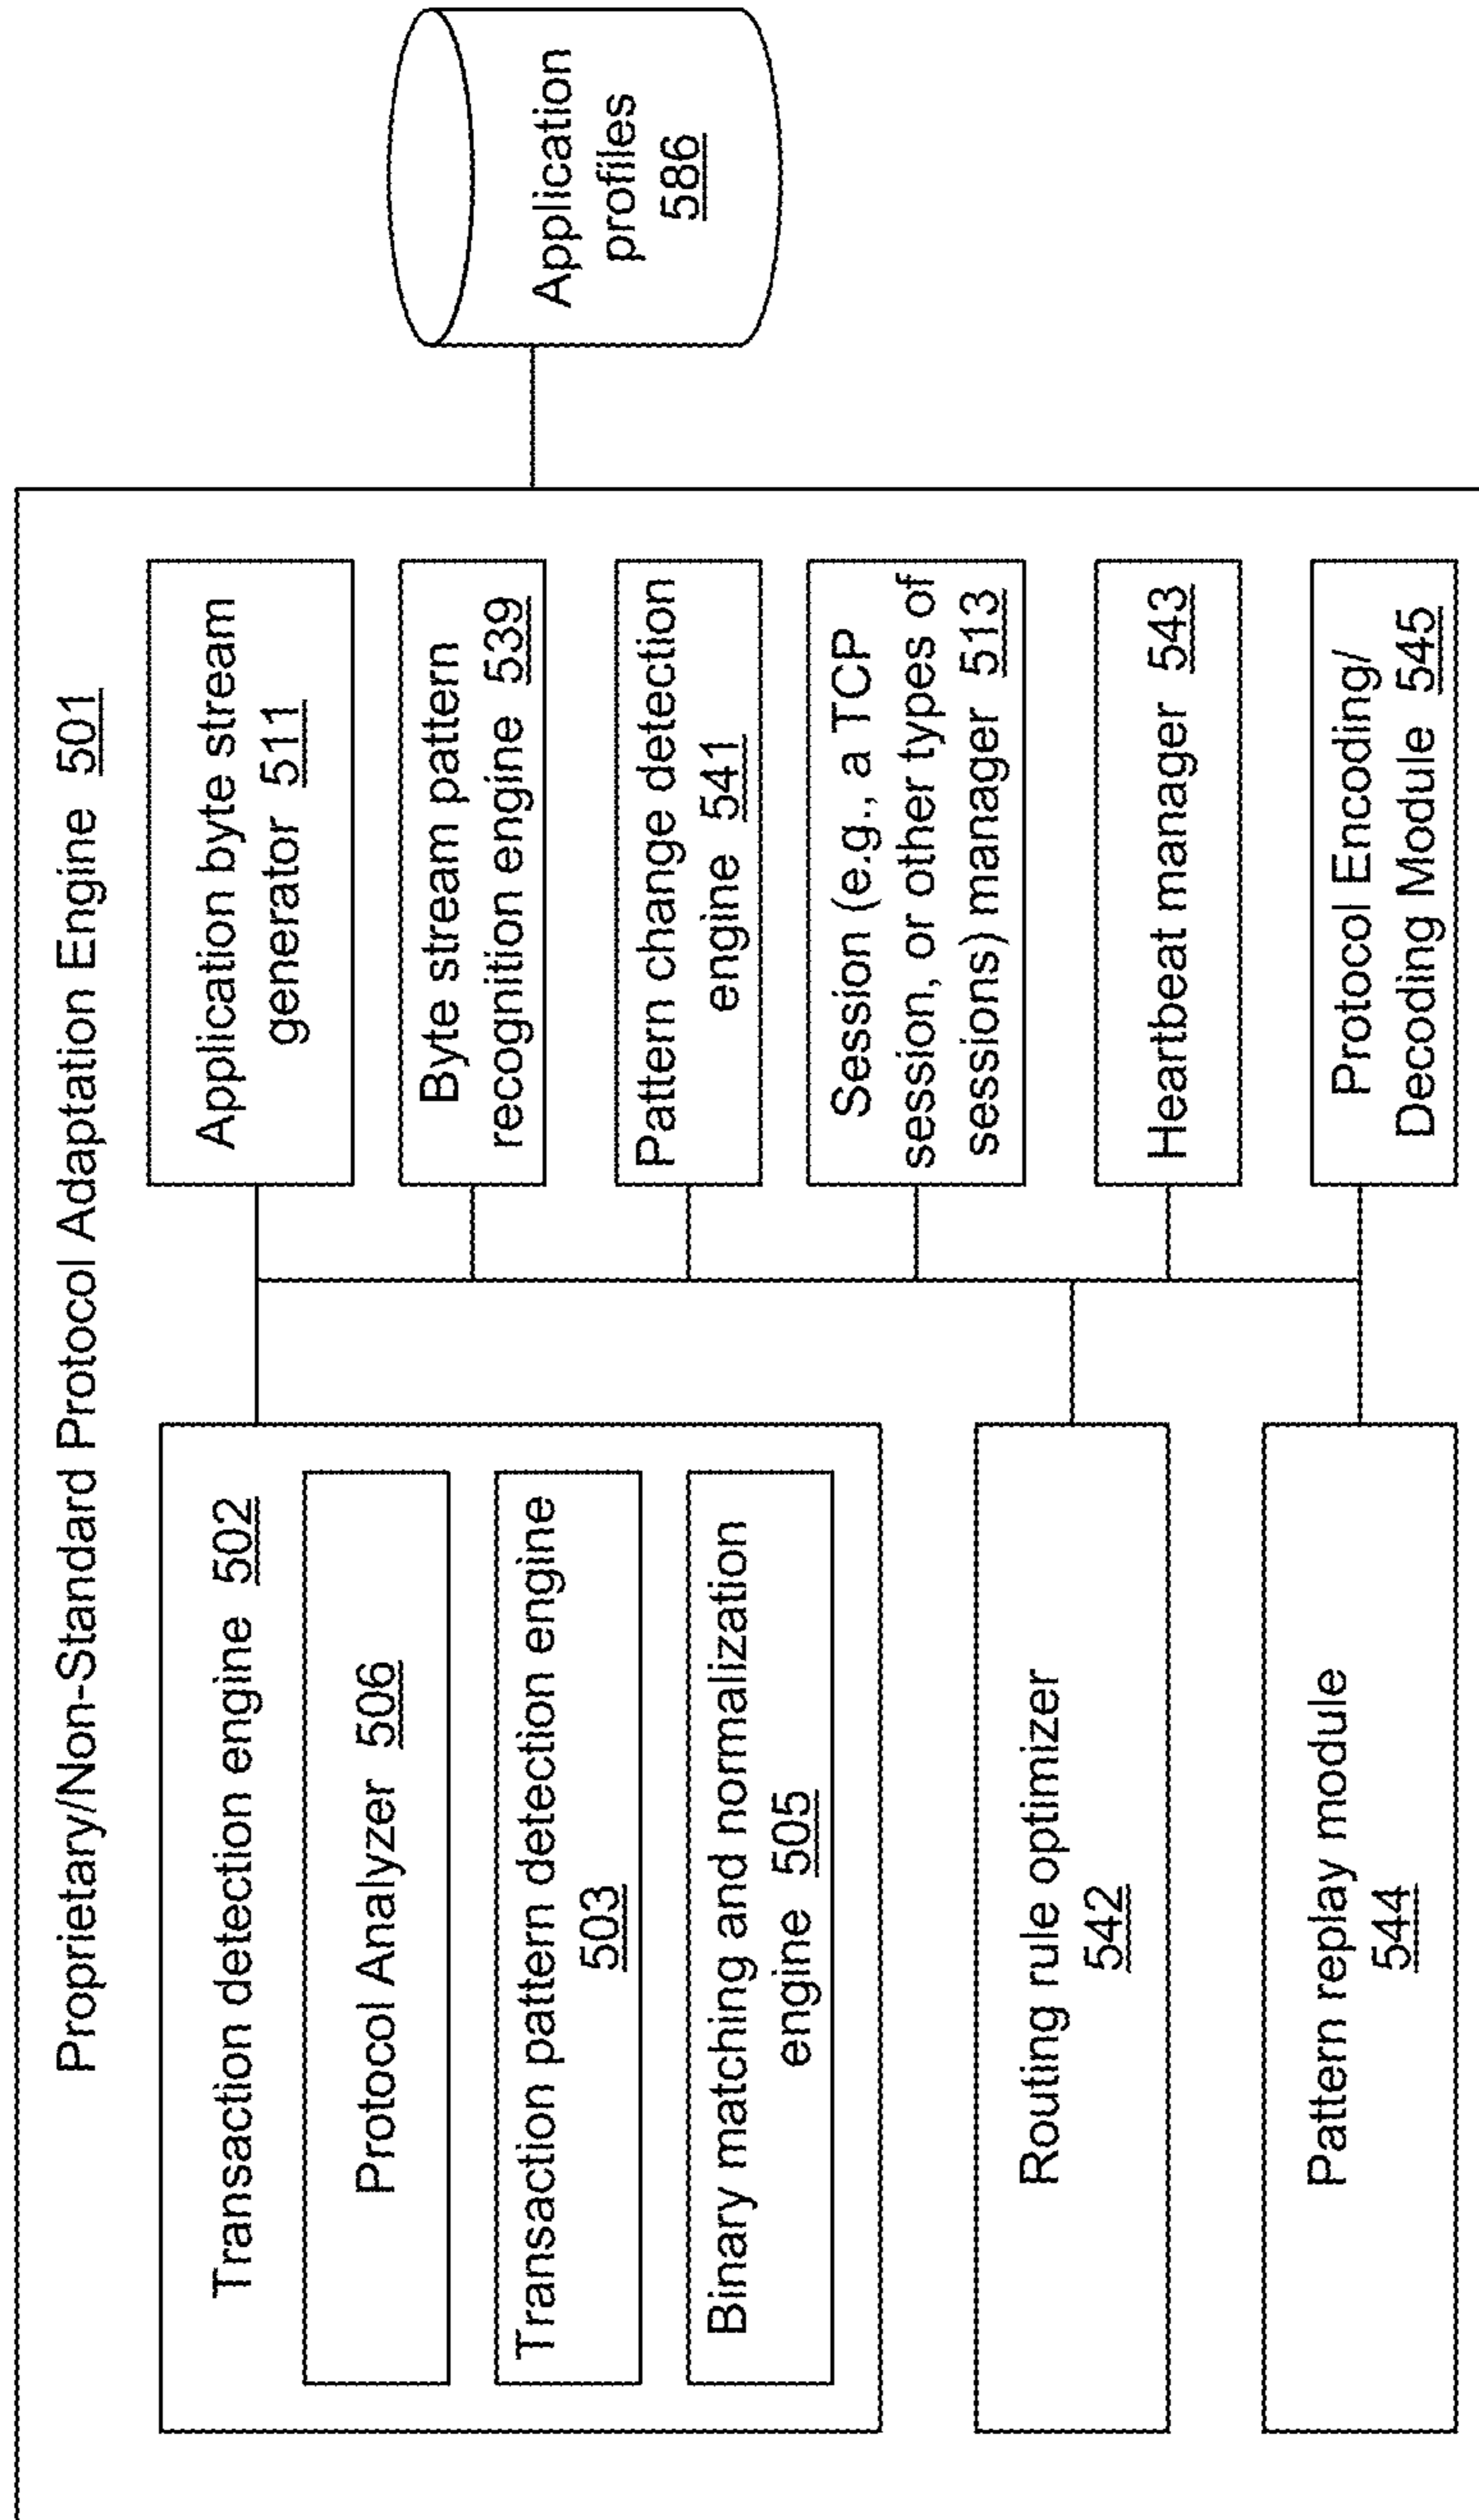 Proprietary/Non-Standard Protocol Adaptation Engine 501
Transaction detection engine 502
Protocol Analyzer 506
Transaction pattern detection engine
503
Binary matching and normalization
engine 505
Routing rule optimizer
542
Pattern replay module
544
Application byte stream
generator 511
Byte stream pattern
recognition engine 539
Pattern change detection
engine 541
Session (e.g., a TCP
session, or other types of
sessions) manager 513
Heartbeat manager 543
Protocol Encoding/
Decoding Module 545
Application
profiles
586